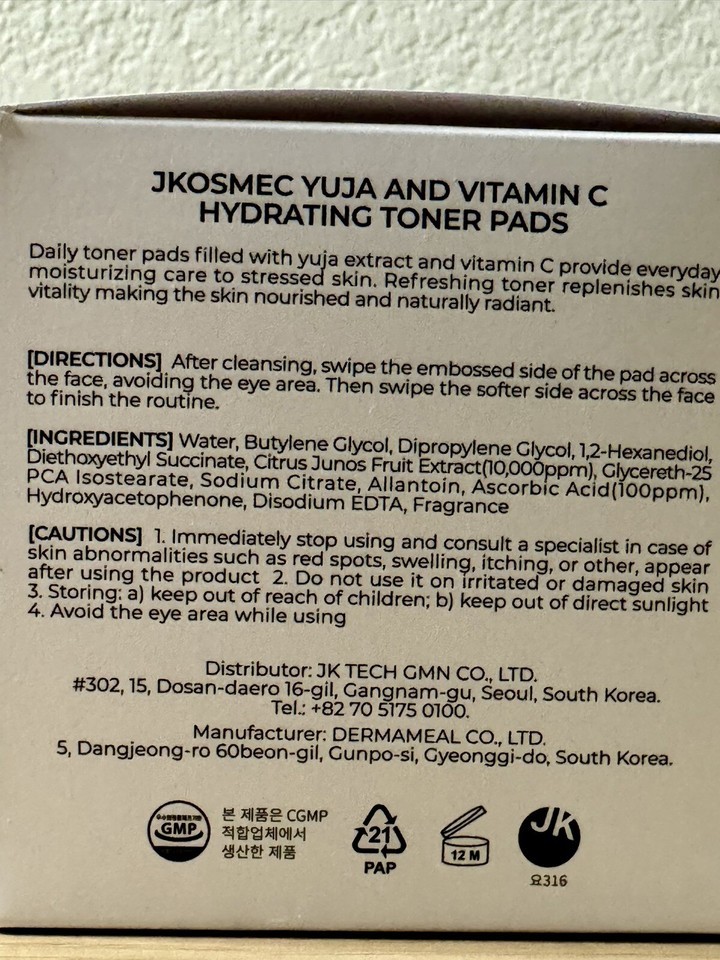 JKOSMEC YUJA AND VITAMIN C
HYDRATING TONER PADS
Daily toner pads filled with yuja extract and vitamin C provide everyday
moisturizing care to stressed skin. Refreshing toner replenishes skin
vitality making the skin nourished and naturally radiant.
[DIRECTIONS] After cleansing, swipe the embossed side of the pad across
the face, avoiding the eye area. Then swipe the softer side across the face
to finish the routine.
[INGREDIENTS] Water, Butylene Glycol, Dipropylene Glycol, 1,2-Hexanediol,
Diethoxyethyl Succinate, Citrus Junos Fruit Extract(10,000ppm), Glycereth-25
PCA Isostearate, Sodium Citrate, Allantoin, Ascorbic Acid(100ppm),
Hydroxyacetophenone, Disodium EDTA, Fragrance
[CAUTIONS] 1. Immediately stop using and consult a specialist in case of
skin abnormalities such as red spots, swelling, itching, or other, appear
after using the product 2. Do not use it on irritated or damaged skin
3. Storing: a) keep out of reach of children; b) keep out of direct sunlight
4. Avoid the eye area while using
Distributor: JK TECH GMN CO., LTD.
#302, 15, Dosan-daero 16-gil, Gangnam-gu, Seoul, South Korea.
Tel.: +82 70 5175 0100.
Manufacturer: DERMAMEAL CO., LTD.
5, Dangjeong-ro 60beon-gil, Gunpo-si, Gyeonggi-do, South Korea.
GMP
본 제품은 CGMP
적합업체에서
생산한 제품
21
PAP
12 M
JK
요316